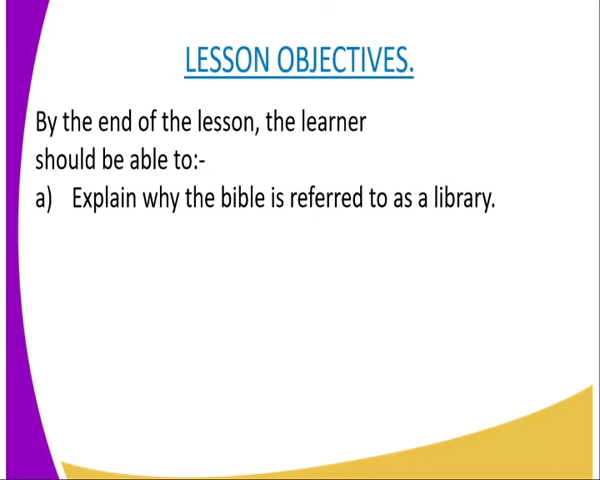 LESSON OBJECTIVES.
By the end of the lesson, the learner
should be able to:-
a) Explain why the bible is referred to as a library.